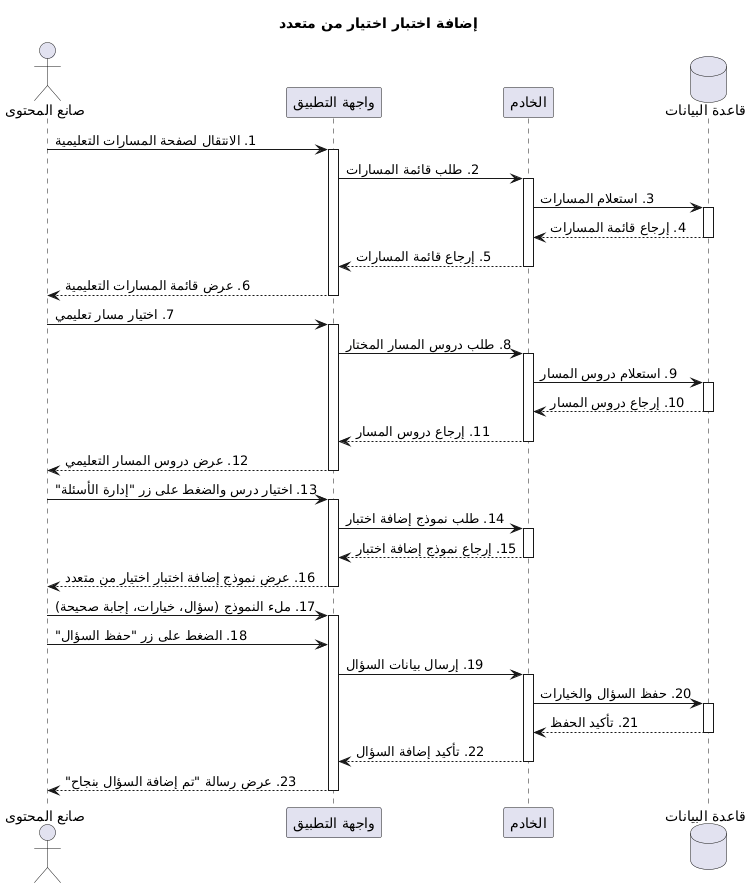 إضافة اختبار اختيار من متعدد
صانع المحتوى
واجهة التطبيق
الخادم
قاعدة البيانات
1. الانتقال لصفحة المسارات التعليمية
2. طلب قائمة المسارات
3. استعلام المسارات
4. إرجاع قائمة المسارات
5. إرجاع قائمة المسارات
6. عرض قائمة المسارات التعليمية
7. اختيار مسار تعليمي
8. طلب دروس المسار المختار
9. استعلام دروس المسار
10. إرجاع دروس المسار
11. إرجاع دروس المسار
12. عرض دروس المسار التعليمي
13. اختيار درس والضغط على زر "إدارة الأسئلة"
14. طلب نموذج إضافة اختبار
15. إرجاع نموذج إضافة اختبار
16. عرض نموذج إضافة اختبار اختيار من متعدد
17. ملء النموذج (سؤال، خيارات، إجابة صحيحة)
18. الضغط على زر "حفظ السؤال"
19. إرسال بيانات السؤال
20. حفظ السؤال والخيارات
21. تأكيد الحفظ
22. تأكيد إضافة السؤال
23. عرض رسالة "تم إضافة السؤال بنجاح"
صانع المحتوى
واجهة التطبيق
الخادم
قاعدة البيانات